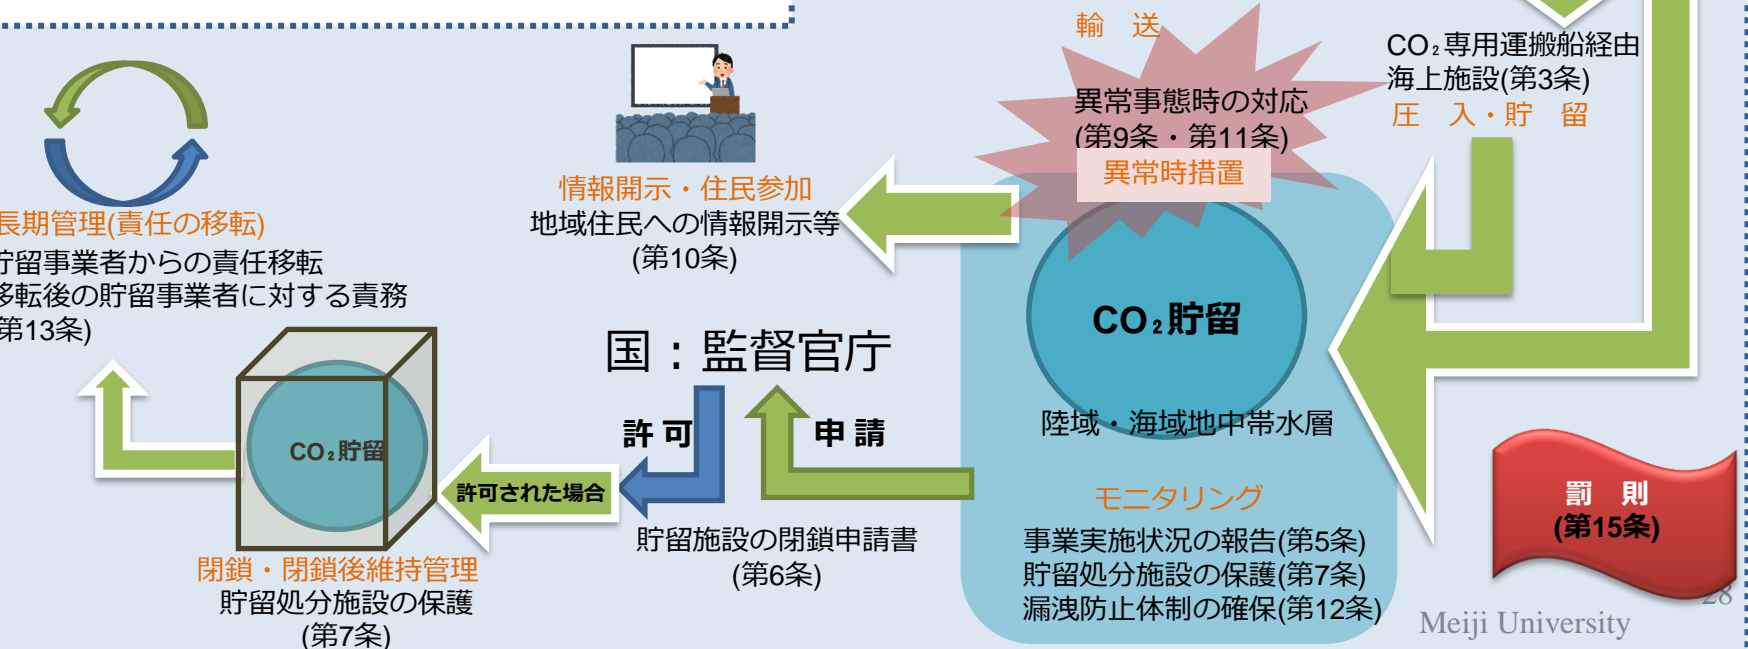 輸　送
CO₂専用運搬船経由
海上施設(第3条)
圧　入・貯　留
異常事態時の対応
(第9条・第11条)
異常時措置
情報開示・住民参加
地域住民への情報開示等
(第10条)
長期管理(責任の移転)
貯留事業者からの責任移転
移転後の貯留事業者に対する責務
第13条)
CO₂貯留
国：監督官庁
許 可
申 請
陸域・海域地中帯水層
CO₂貯留
許可された場合
モニタリング
事業実施状況の報告(第5条)
貯留処分施設の保護(第7条)
漏洩防止体制の確保(第12条)
貯留施設の閉鎖申請書
(第6条)
罰　則
(第15条)
閉鎖・閉鎖後維持管理
貯留処分施設の保護
(第7条)
28
Meiji University